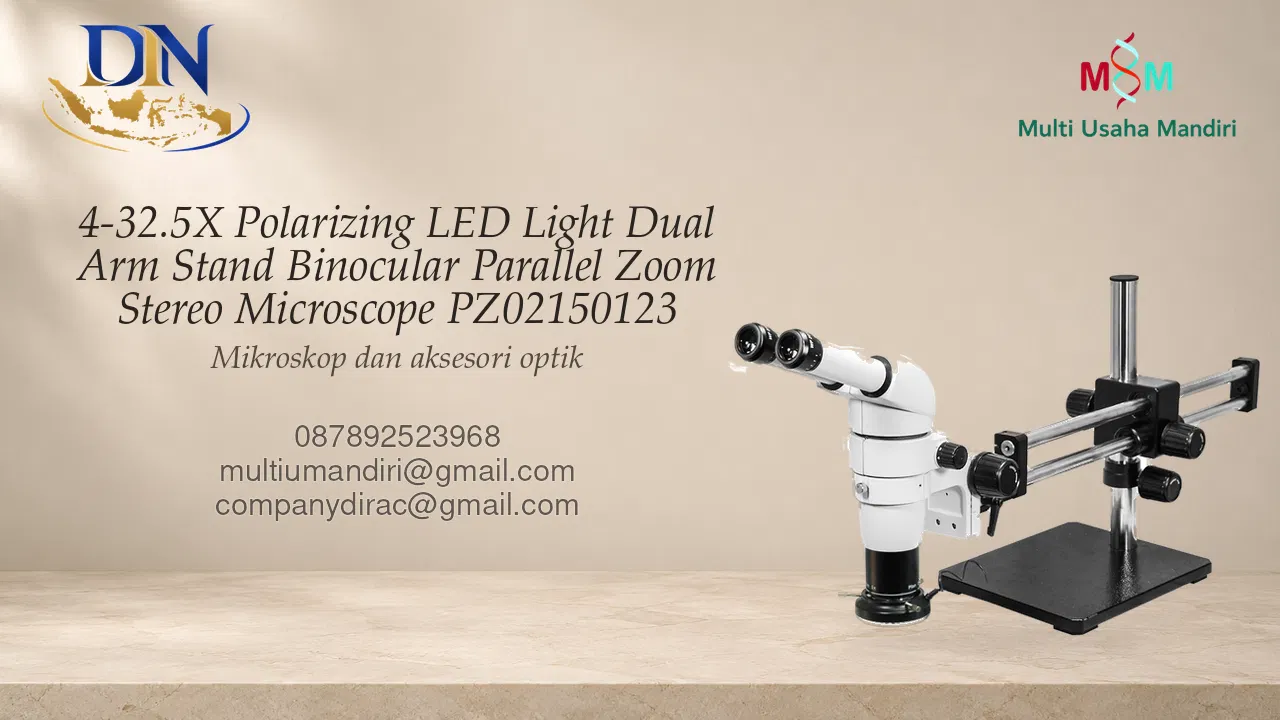 DIN
M M
Multi Usaha Mandiri
4-32.5X Polarizing LED Light Dual
Arm Stand Binocular Parallel Zoom
Stereo Microscope PZ02150123
Mikroskop dan aksesori optik
087892523968
multiumandiri@gmail.com
companydirac@gmail.com